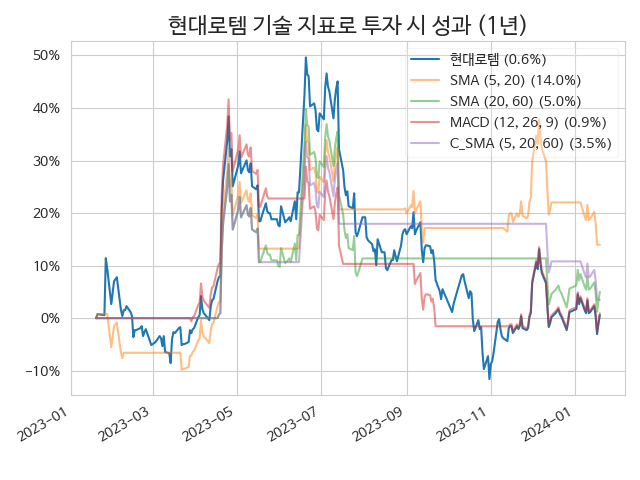 현대로템 기술 지표로 투자 시 성과 (1년)
현대로템 (0.6%)
SMA (5, 20) (14.0%)
SMA (20, 60) (5.0%)
MACD (12, 26, 9) (0.9%)
C_SMA (5, 20, 60) (3.5%)
50%
40%
30%
20%
10%
0%
−10%
2023-01
2023-03
2023-05
2023-07
2023-09
2023-11
2024-01